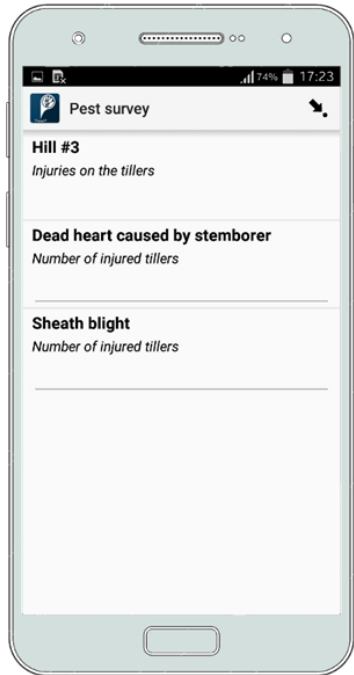 74% 17:23
Pest survey
Hill #3
Injuries on the tillers
Dead heart caused by stemborer
Number of injured tillers
Sheath blight
Number of injured tillers